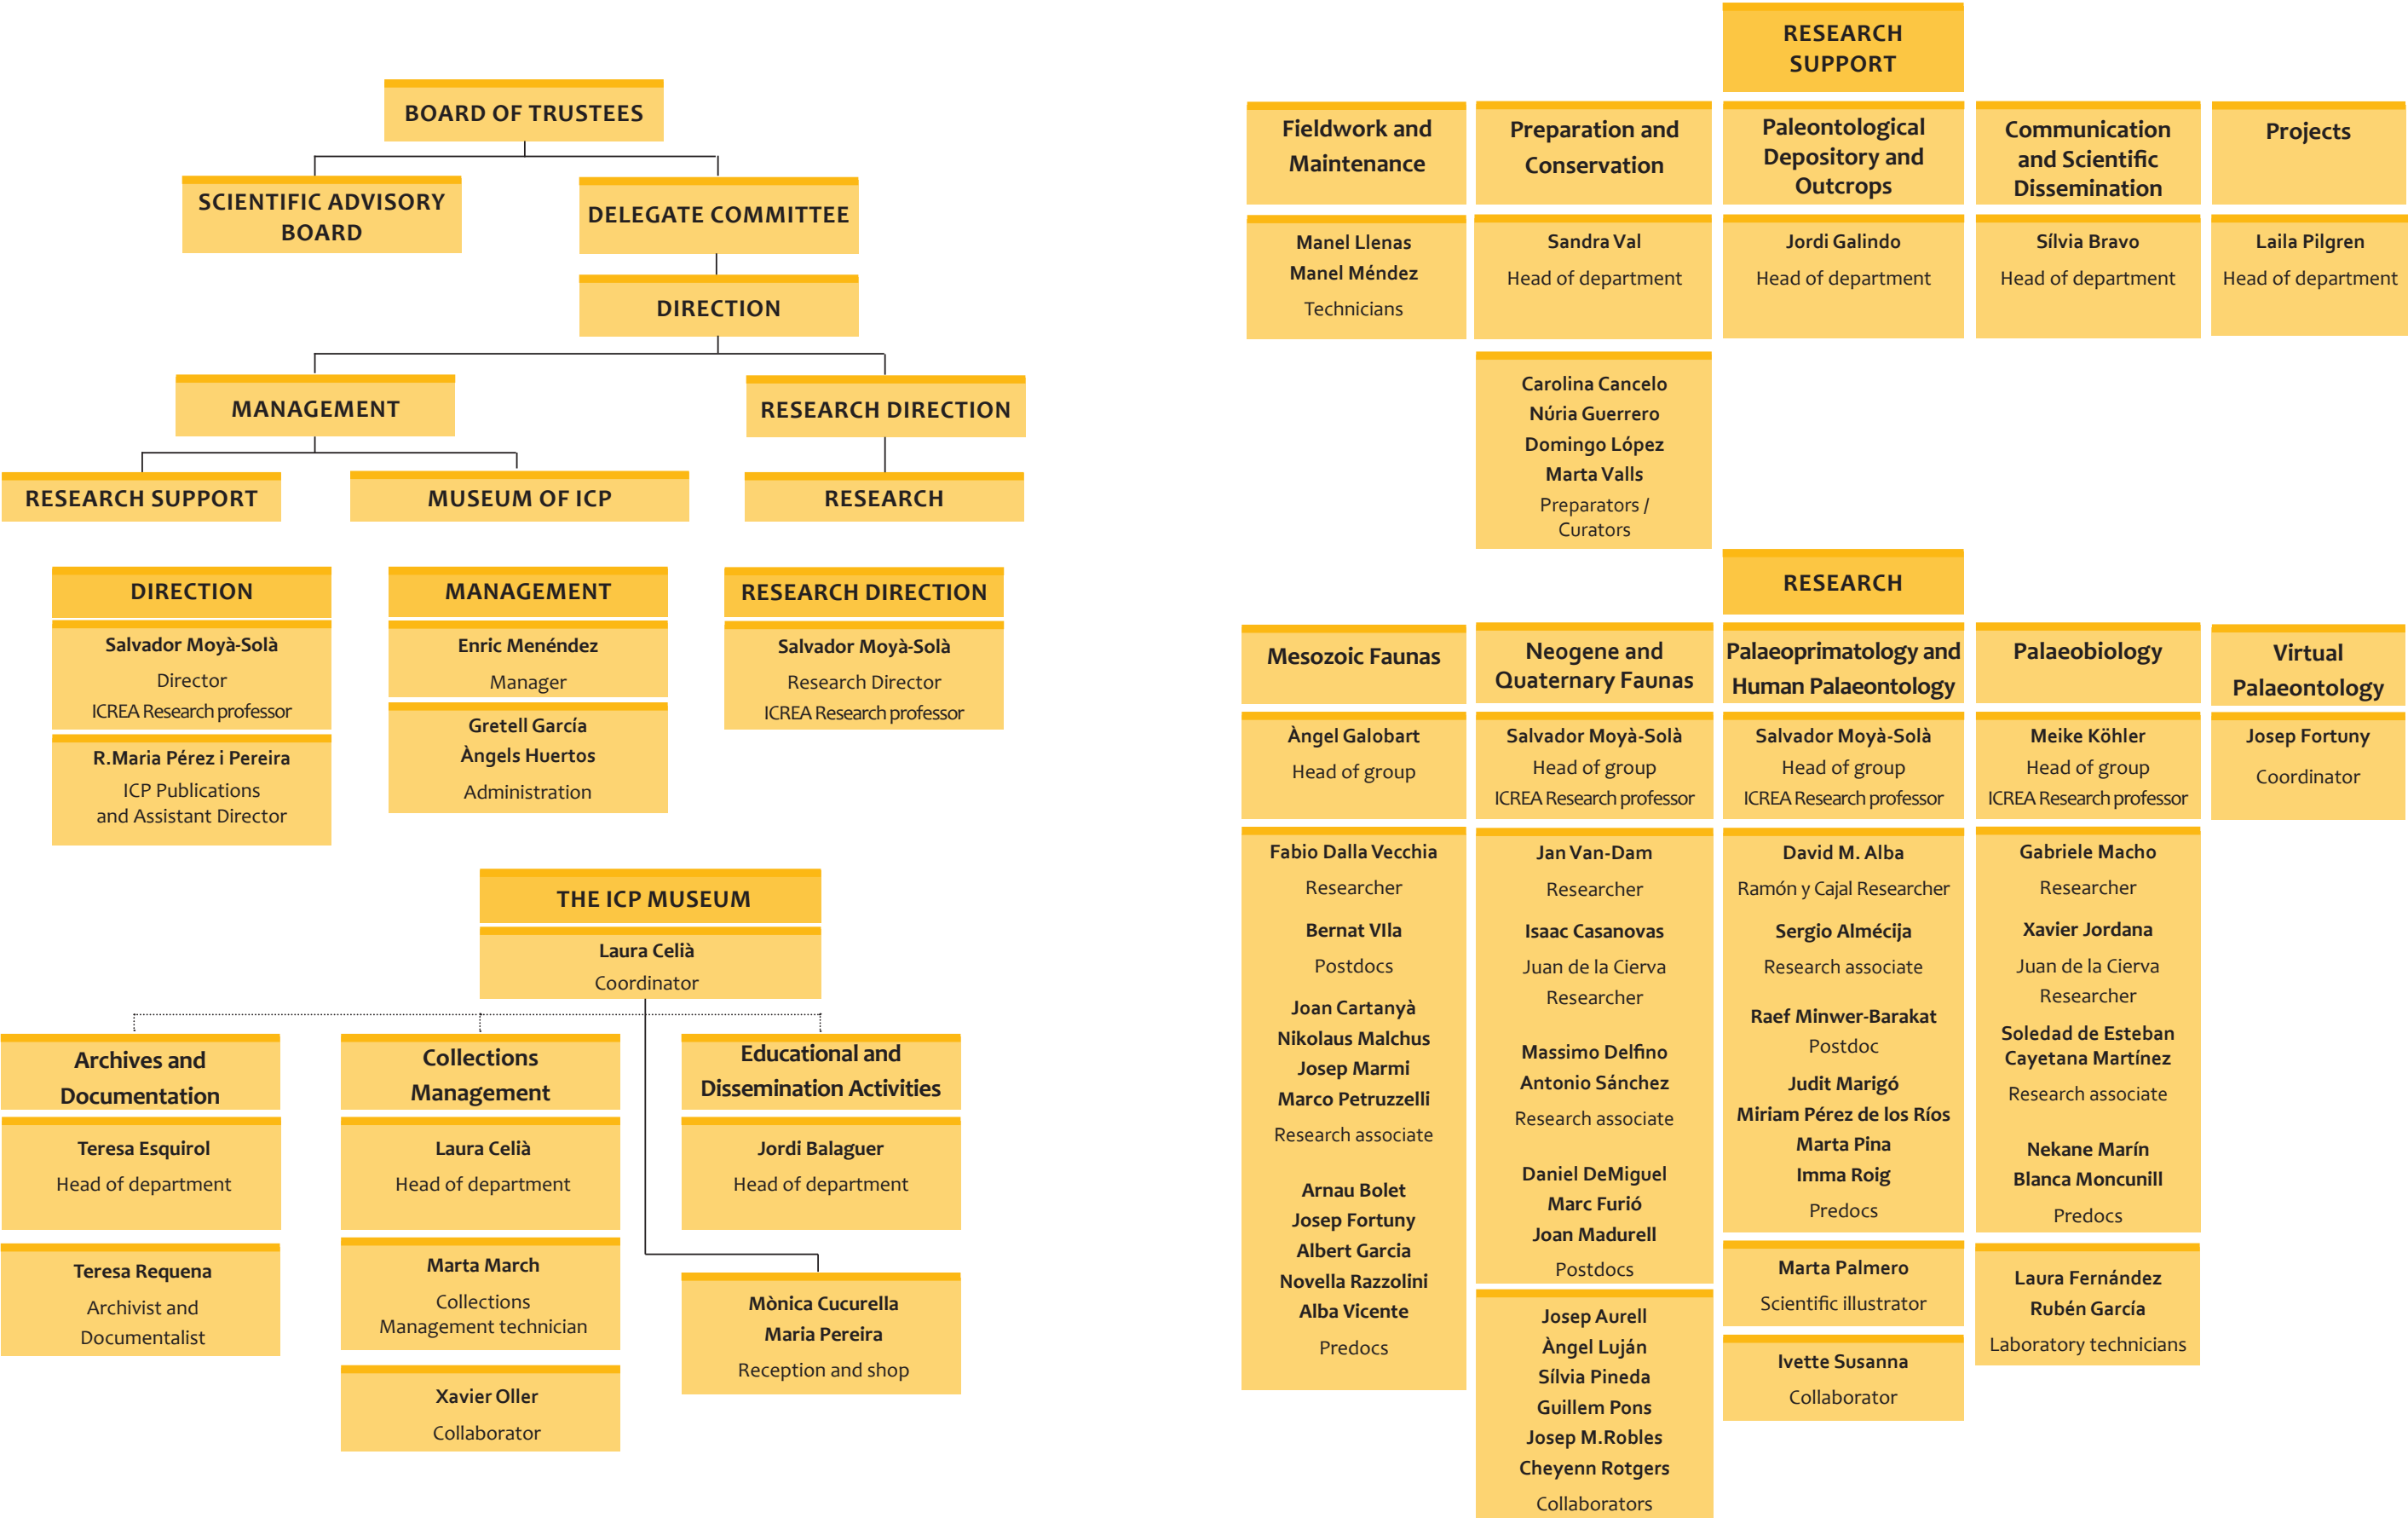 BOARD OF TRUSTEES
SCIENTIFIC ADVISORY
BOARD
DELEGATE COMMITTEE
DIRECTION
MANAGEMENT
RESEARCH DIRECTION
RESEARCH SUPPORT
MUSEUM OF ICP
RESEARCH
DIRECTION
Salvador Moyà-Solà
Director
ICREA Research professor
R.Maria Pérez i Pereira
ICP Publications
and Assistant Director
MANAGEMENT
Enric Menéndez
Manager
Gretell García
Àngels Huertos
Administration
RESEARCH DIRECTION
Salvador Moyà-Solà
Research Director
ICREA Research professor
THE ICP MUSEUM
Laura Celià
Coordinator
Archives and
Documentation
Teresa Esquirol
Head of department
Teresa Requena
Archivist and
Documentalist
Collections
Management
Laura Celià
Head of department
Marta March
Collections
Management technician
Xavier Oller
Collaborator
Educational and
Dissemination Activities
Jordi Balaguer
Head of department
Mònica Cucurella
Maria Pereira
Reception and shop
RESEARCH
SUPPORT
Fieldwork and
Maintenance
Manel Llenas
Manel Méndez
Technicians
Preparation and
Conservation
Sandra Val
Head of department
Carolina Cancelo
Núria Guerrero
Domingo López
Marta Valls
Preparators /
Curators
Paleontological
Depository and
Outcrops
Jordi Galindo
Head of department
Communication
and Scientific
Dissemination
Sílvia Bravo
Head of department
Projects
Laila Pilgren
Head of department
RESEARCH
Mesozoic Faunas
Àngel Galobart
Head of group
Fabio Dalla Vecchia
Researcher
Bernat VIla
Postdocs
Joan Cartanyà
Nikolaus Malchus
Josep Marmi
Marco Petruzzelli
Research associate
Arnau Bolet
Josep Fortuny
Albert Garcia
Novella Razzolini
Alba Vicente
Predocs
Neogene and
Quaternary Faunas
Salvador Moyà-Solà
Head of group
ICREA Research professor
Jan Van-Dam
Researcher
Isaac Casanovas
Juan de la Cierva
Researcher
Massimo Delfino
Antonio Sánchez
Research associate
Daniel DeMiguel
Marc Furió
Joan Madurell
Postdocs
Josep Aurell
Àngel Luján
Sílvia Pineda
Guillem Pons
Josep M.Robles
Cheyenn Rotgers
Collaborators
Palaeoprimatology and
Human Palaeontology
Salvador Moyà-Solà
Head of group
ICREA Research professor
David M. Alba
Ramón y Cajal Researcher
Sergio Almécija
Research associate
Raef Minwer-Barakat
Postdoc
Judit Marigó
Miriam Pérez de los Ríos
Marta Pina
Imma Roig
Predocs
Marta Palmero
Scientific illustrator
Ivette Susanna
Collaborator
Palaeobiology
Meike Köhler
Head of group
ICREA Research professor
Gabriele Macho
Researcher
Xavier Jordana
Juan de la Cierva
Researcher
Soledad de Esteban
Cayetana Martínez
Research associate
Nekane Marín
Blanca Moncunill
Predocs
Laura Fernández
Rubén García
Laboratory technicians
Virtual
Palaeontology
Josep Fortuny
Coordinator